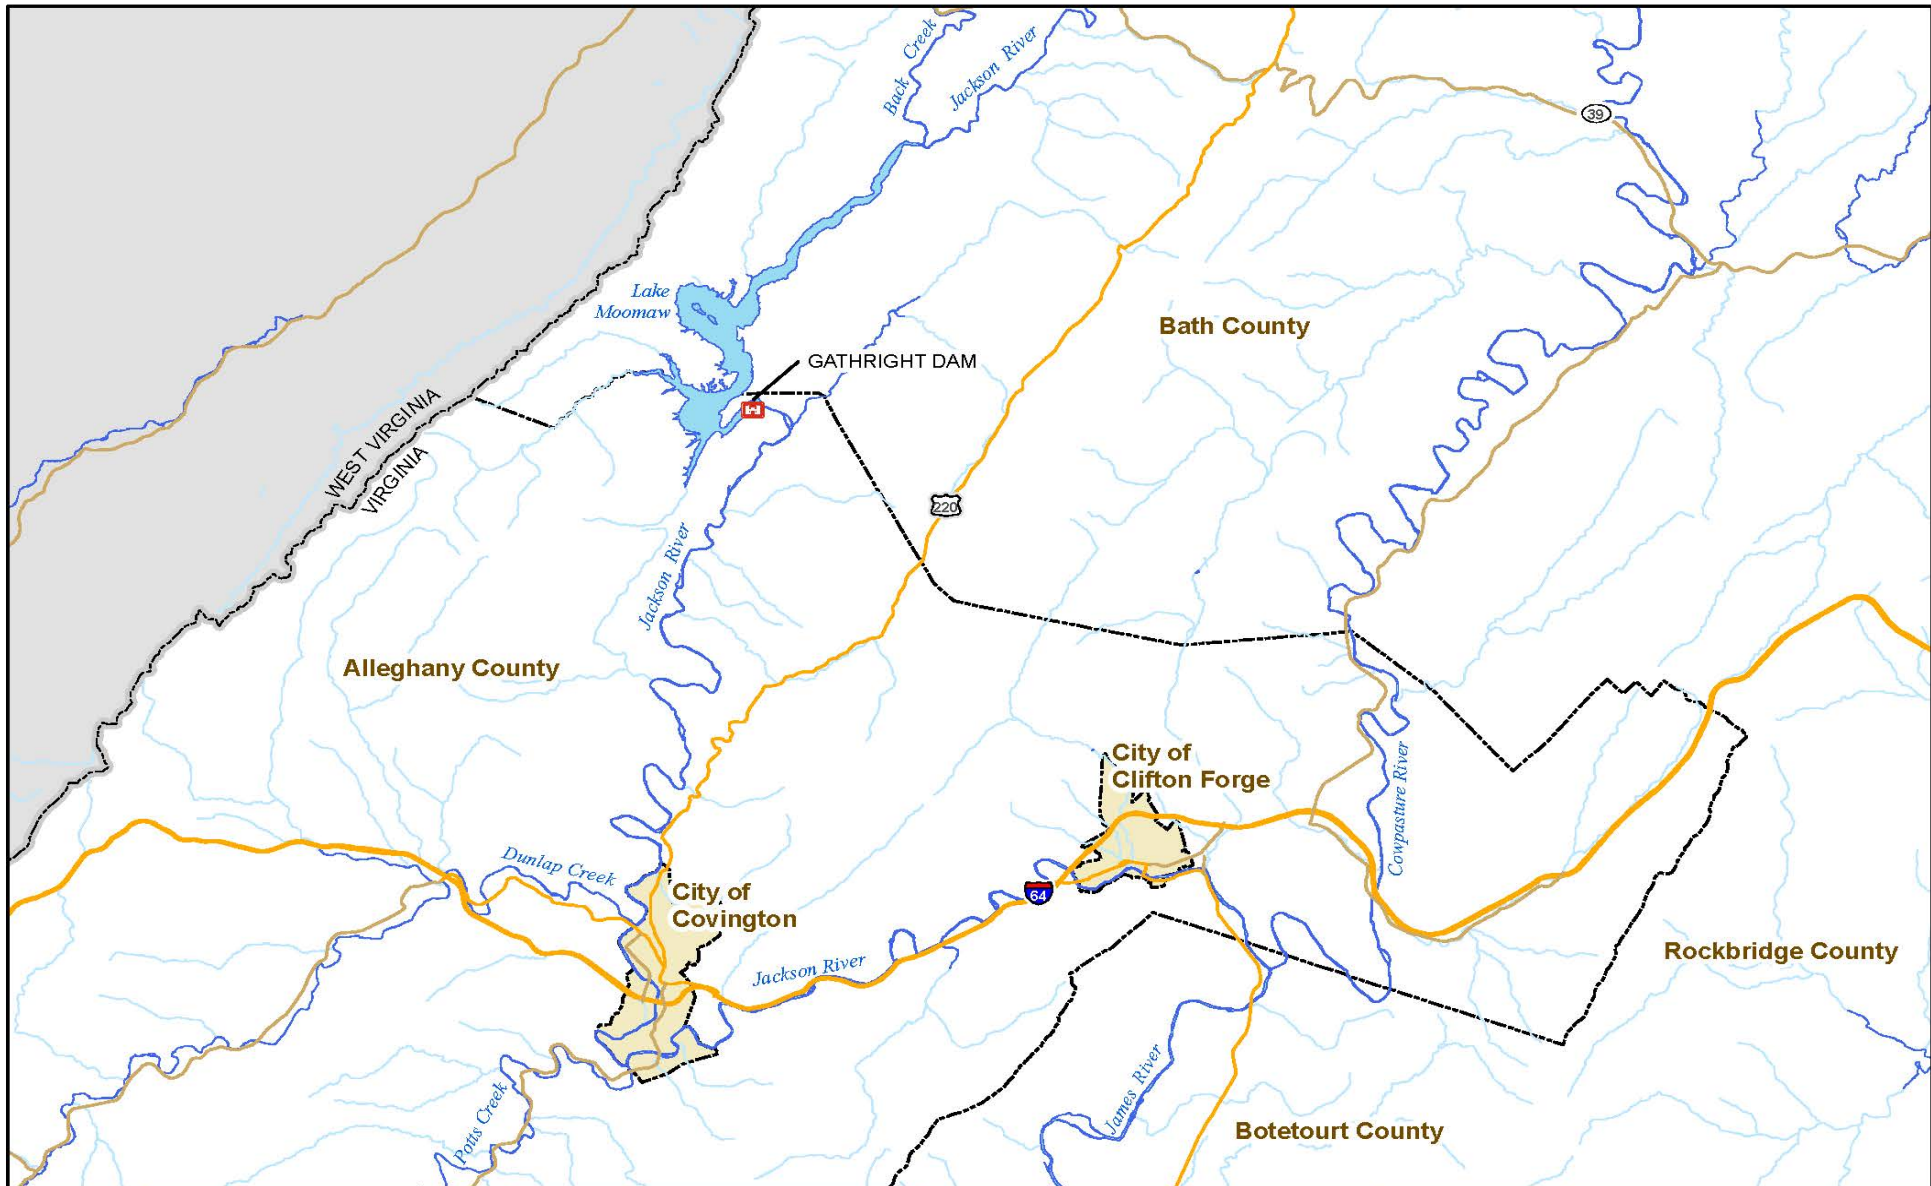 Back Creek
Jackson River
39
Lake
Moomaw
Bath County
GATHRIGHT DAM
WEST VIRGINIA
VIRGINIA
220
Jackson River
Alleghany County
City of
Clifton Forge
Cowpasture River
Dunlap Creek
City of
Covington
64
Jackson River
Rockbridge County
James River
Potts Creek
Botetourt County